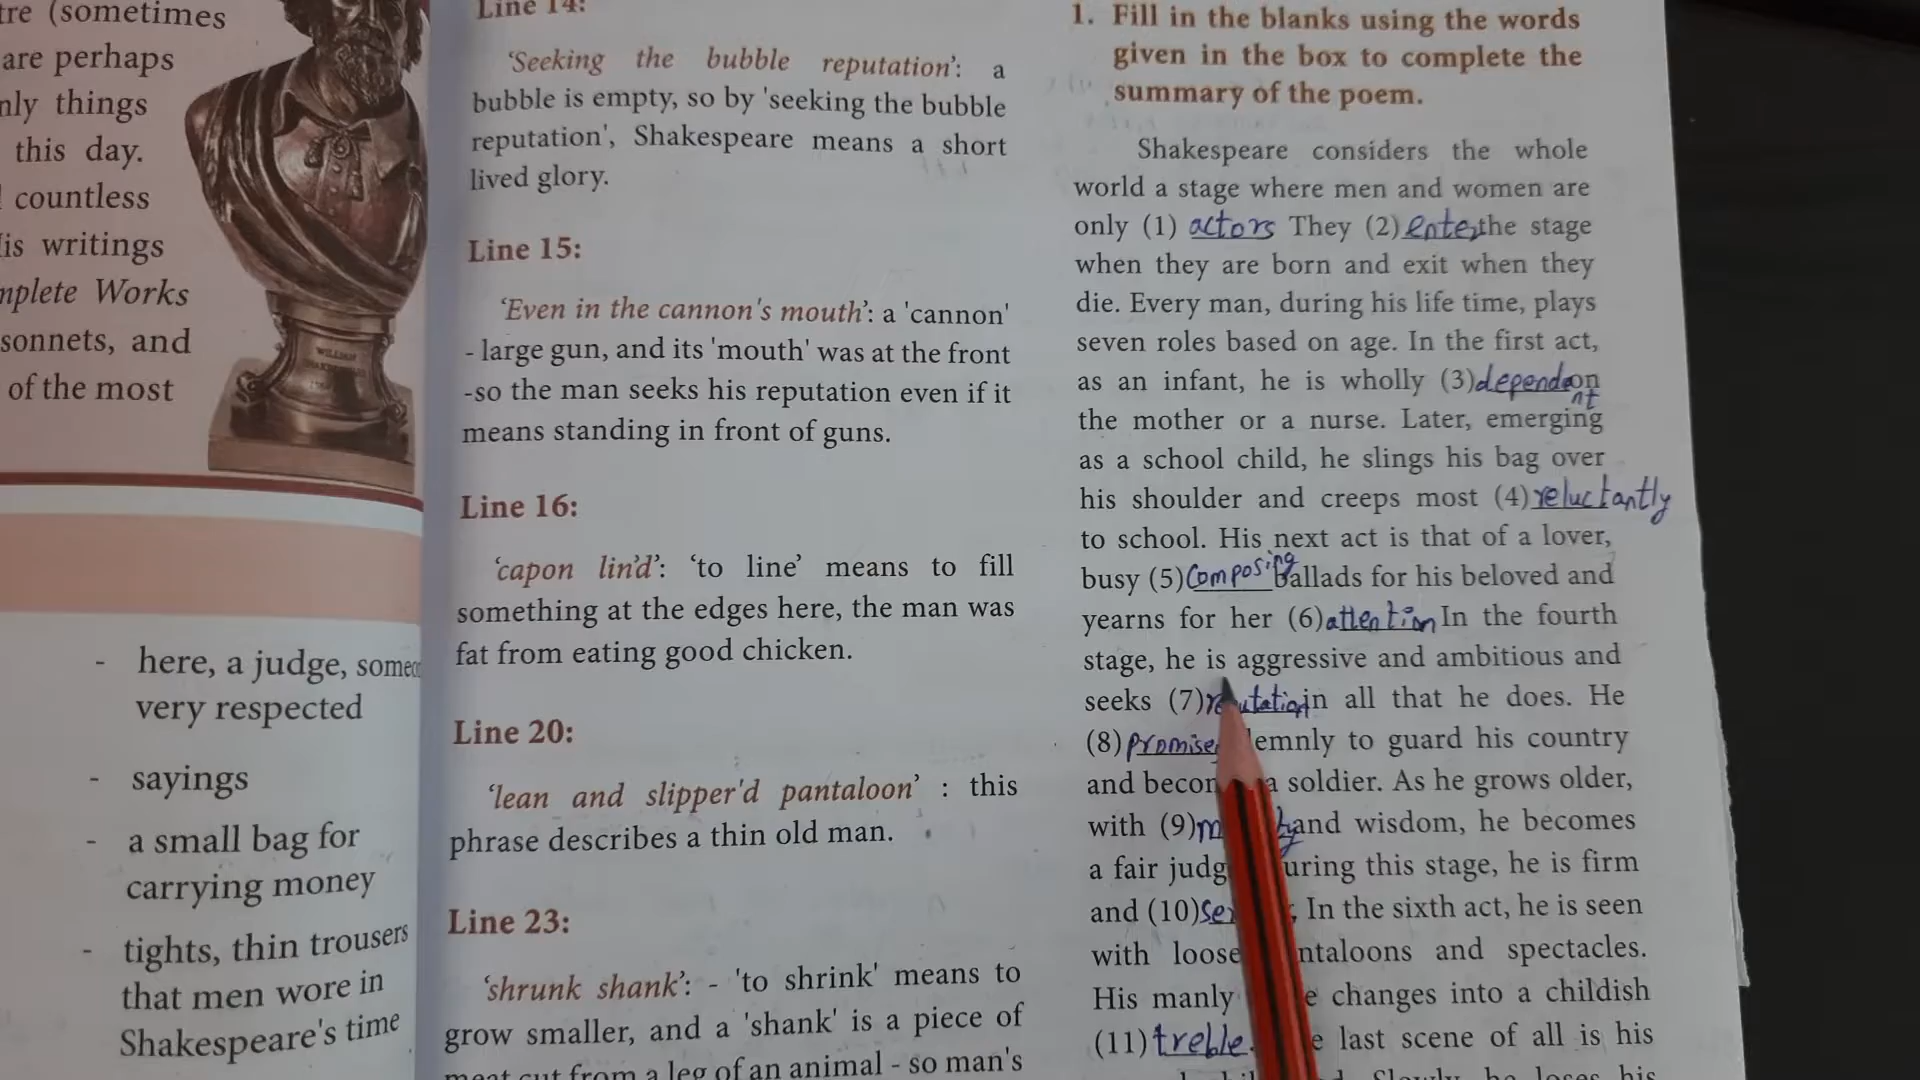 tre (sometimes
are perhaps
nly things
this day.
countless
is writings
mplete Works
sonnets, and
of the most
WILLIAM
SHAKESPEARE
- here, a judge,
very respected
- sayings
- a small bag for
carrying money
- tights, thin trousers
that men wore in
Shakespeare's time
Line 14:
'Seeking the bubble reputation': a
bubble is empty, so by 'seeking the bubble
reputation', Shakespeare means a short
lived glory.
Line 15:
'Even in the cannon's mouth': a 'cannon'
- large gun, and its 'mouth' was at the front
-so the man seeks his reputation even if it
means standing in front of guns.
Line 16:
'capon lin'd': 'to line' means to fill
something at the edges here, the man was
fat from eating good chicken.
Line 20:
'lean and slipper'd pantaloon' : this
phrase describes a thin old man.
Line 23:
'shrunk shank': - 'to shrink' means to
grow smaller, and a 'shank' is a piece of
meat cut from a leg of an animal - so man's
1. Fill in the blanks using the words
given in the box to complete the
summary of the poem.
Shakespeare considers the whole
world a stage where men and women are
only (1) actors They (2) enter the stage
when they are born and exit when they
die. Every man, during his life time, plays
seven roles based on age. In the first act,
as an infant, he is wholly (3) dependent on
the mother or a nurse. Later, emerging
as a school child, he slings his bag over
his shoulder and creeps most (4) reluctantly
to school. His next act is that of a lover,
busy (5) composing ballads for his beloved and
yearns for her (6) attention In the fourth
stage, he is aggressive and ambitious and
seeks (7) in all that he does. He
(8) to guard his country
and a soldier. As he grows older,
with (9) and wisdom, he becomes
a fair he is firm
and (10) In the sixth act, he is seen
with and spectacles.
His manly changes into a childish
(11) treble. last scene of all is his
Slowly, he loses his